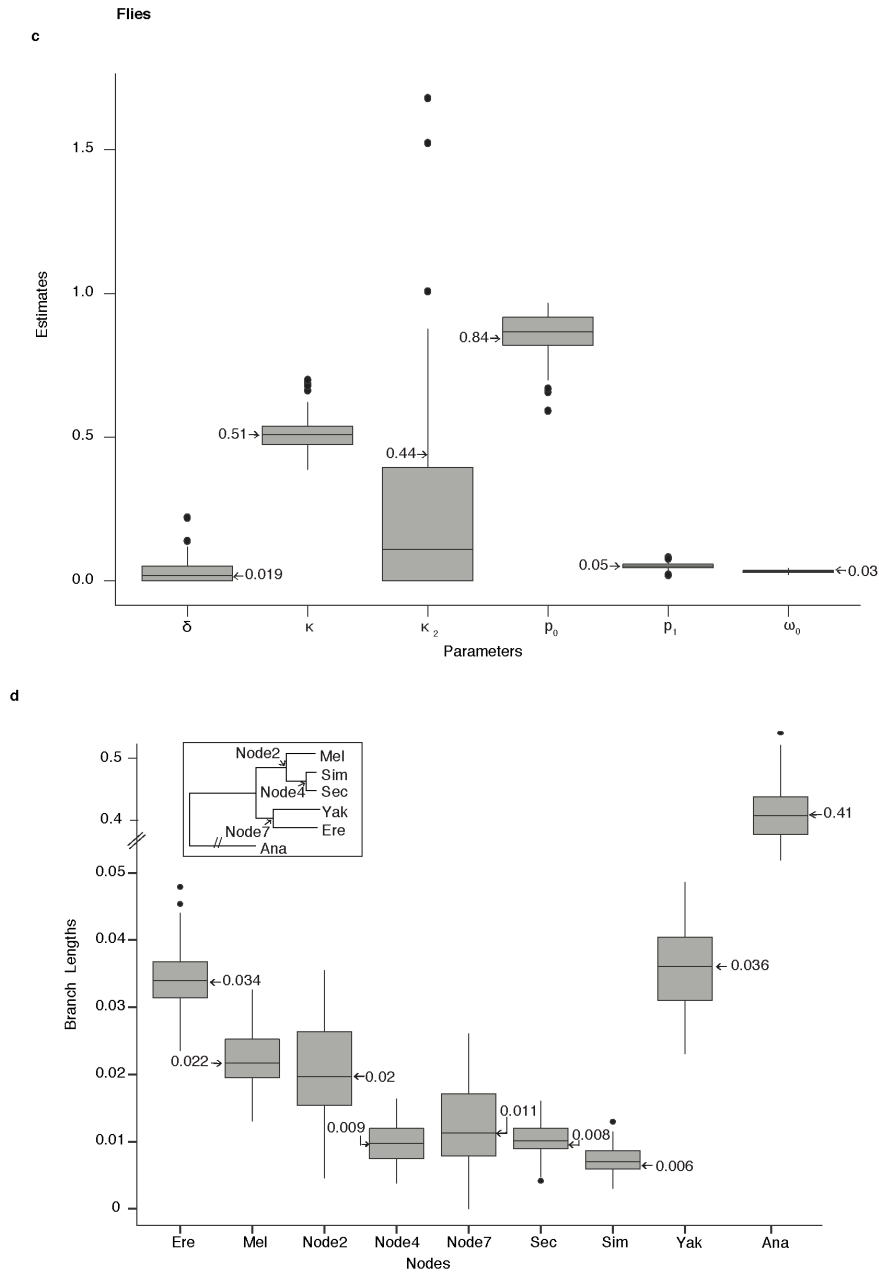 Flies
c
1.5
1.0
0.5
0.0
Estimates
0.019
0.51
0.44
0.84
0.05
0.03
δ κ κ2 p0 p1 ω0
Parameters
d
0.5
0.4
0.05
0.04
0.03
0.02
0.01
0
Branch Lengths
Node2 Mel
Sim
Node4 Sec
Yak
Node7 Ere
Ana
0.034
0.022
0.02
0.009
0.011
0.008
0.006
0.036
0.41
Ere Mel Node2 Node4 Node7 Sec Sim Yak Ana
Nodes